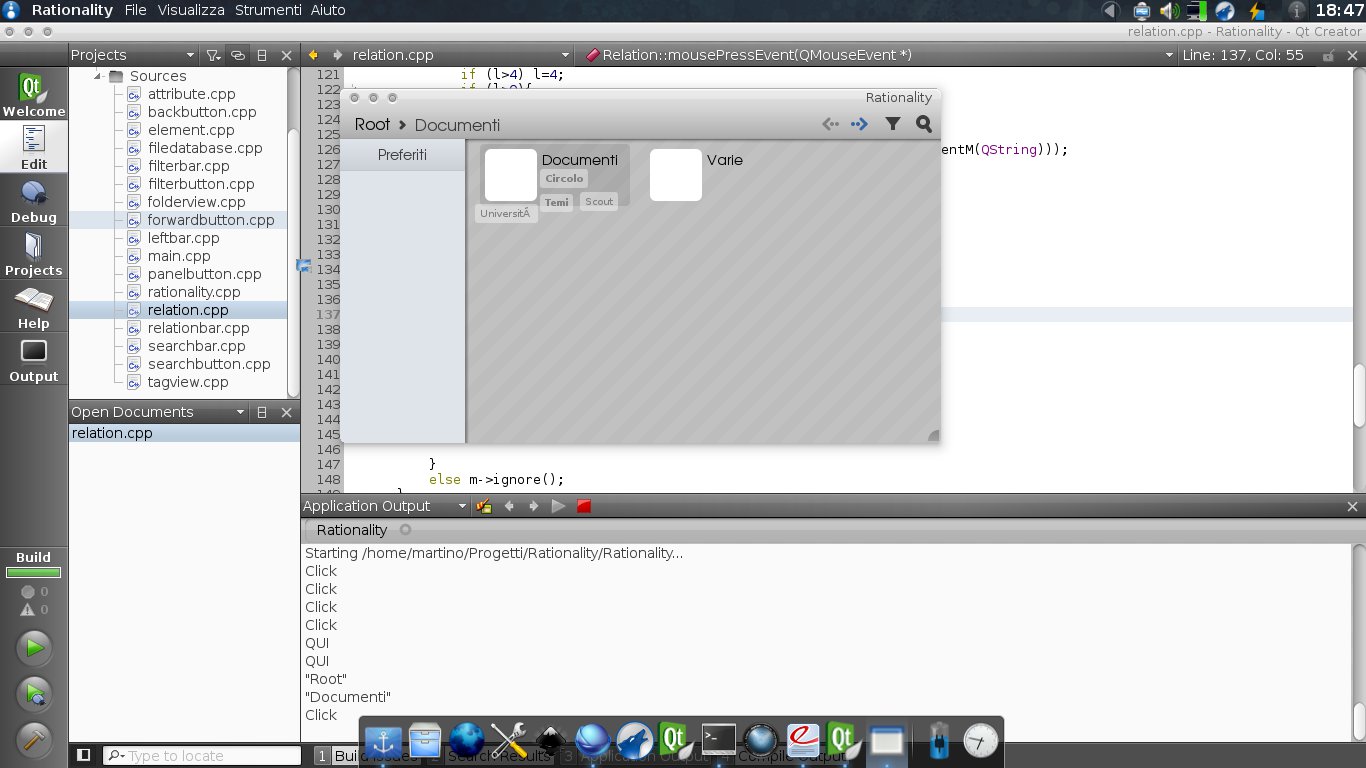 Rationality File Visualizza Strumenti Aiuto 18:47
relation.cpp - Rationality - Qt Creator
Projects
relation.cpp
Relation::mousePressEvent(QMouseEvent *)
Line: 137, Col: 55
Welcome
Edit
Debug
Projects
Help
Output
Build
0
0
Sources
attribute.cpp
backbutton.cpp
element.cpp
filedatabase.cpp
filterbar.cpp
filterbutton.cpp
folderview.cpp
forwardbutton.cpp
leftbar.cpp
main.cpp
panelbutton.cpp
rationality.cpp
relation.cpp
relationbar.cpp
searchbar.cpp
searchbutton.cpp
tagview.cpp
Open Documents
relation.cpp
121 if (l>4) l=4;
122 if (l>0){
123
124
125
126 entM(QString)));
127
128
129
130
131
132
133
134
135
136
137
138
139
140
141
142
143
144
145
146
147 }
148 else m->ignore();
149 }
Rationality
Root > Documenti
Preferiti
Documenti
Circolo
Temi
Scout
UniversitÃ
Varie
Application Output
Rationality
Starting /home/martino/Progetti/Rationality/Rationality...
Click
Click
Click
Click
QUI
QUI
"Root"
"Documenti"
Click
Type to locate
1 Build Issues 2 Search Results 3 Application Output 4 Compile Output